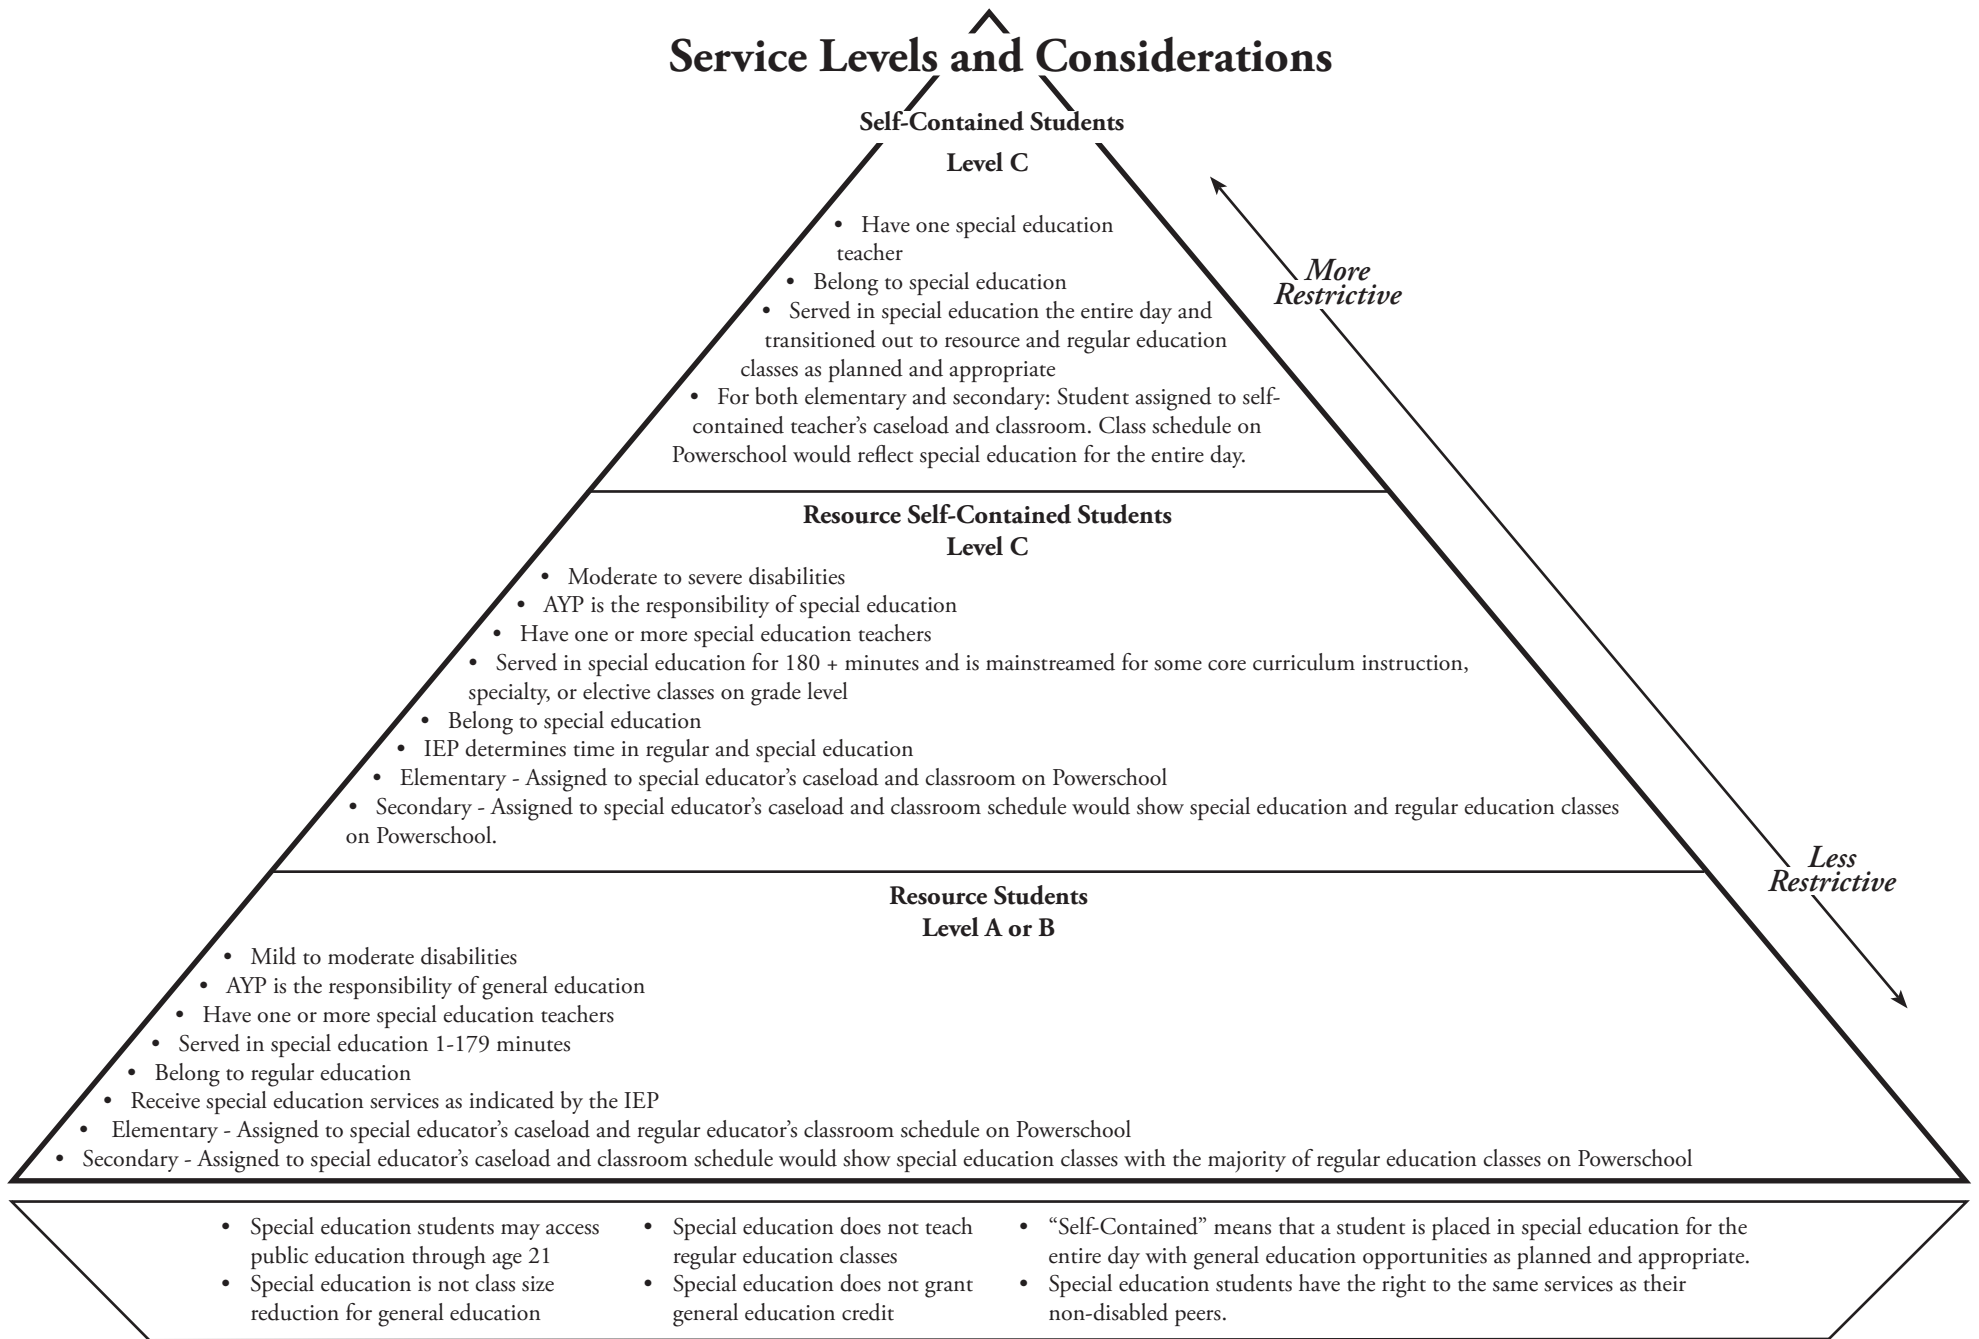 Service Levels and Considerations
Self-Contained Students
Level C
• Have one special education
teacher
• Belong to special education
• Served in special education the entire day and
transitioned out to resource and regular education
classes as planned and appropriate
• For both elementary and secondary: Student assigned to self-
contained teacher's caseload and classroom. Class schedule on
Powerschool would reflect special education for the entire day.
More
Restrictive
Resource Self-Contained Students
Level C
• Moderate to severe disabilities
• AYP is the responsibility of special education
• Have one or more special education teachers
• Served in special education for 180 + minutes and is mainstreamed for some core curriculum instruction,
specialty, or elective classes on grade level
• Belong to special education
• IEP determines time in regular and special education
• Elementary - Assigned to special educator's caseload and classroom on Powerschool
• Secondary - Assigned to special educator's caseload and classroom schedule would show special education and regular education classes
on Powerschool.
Less
Restrictive
Resource Students
Level A or B
• Mild to moderate disabilities
• AYP is the responsibility of general education
• Have one or more special education teachers
• Served in special education 1-179 minutes
• Belong to regular education
• Receive special education services as indicated by the IEP
• Elementary - Assigned to special educator's caseload and regular educator's classroom schedule on Powerschool
• Secondary - Assigned to special educator's caseload and classroom schedule would show special education classes with the majority of regular education classes on Powerschool
• Special education students may access
public education through age 21
• Special education is not class size
reduction for general education
• Special education does not teach
regular education classes
• Special education does not grant
general education credit
• “Self-Contained” means that a student is placed in special education for the
entire day with general education opportunities as planned and appropriate.
• Special education students have the right to the same services as their
non-disabled peers.